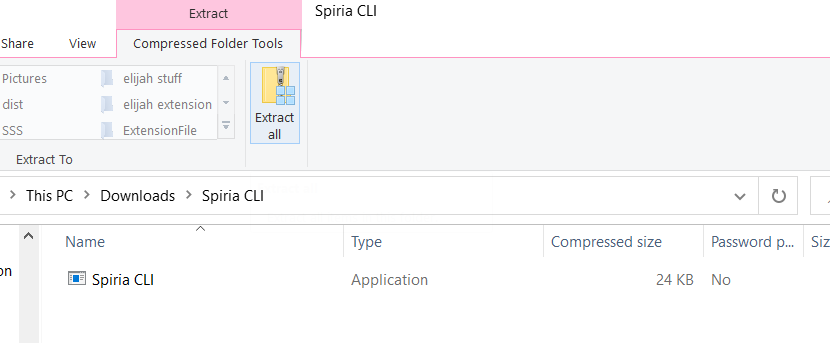 Extract
Spiria CLI
Share
View
Compressed Folder Tools
Pictures
elijah stuff
dist
elijah extension
SSS
ExtensionFile
Extract all
Extract To
This PC > Downloads > Spiria CLI
Name
Type
Compressed size
Password p...
on
Spiria CLI
Application
24 KB
No